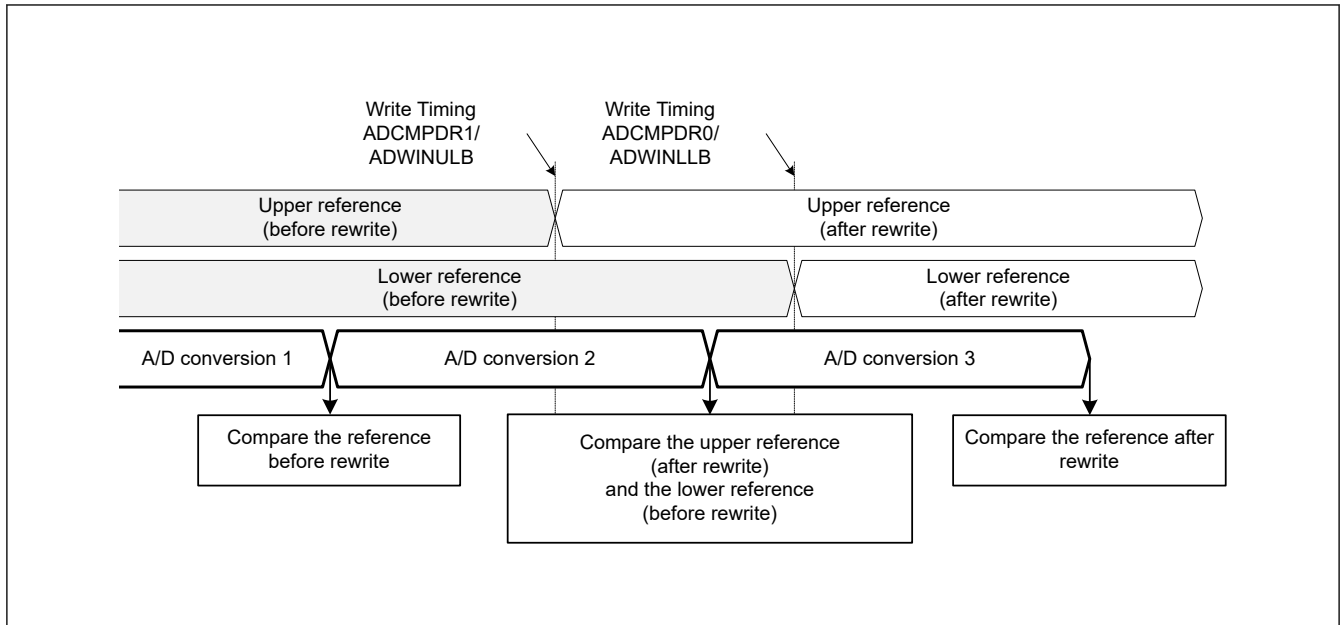 Write Timing
ADCMPDR1/
ADWINULB
Write Timing
ADCMPDR0/
ADWINLLB
Upper reference
(before rewrite)
Upper reference
(after rewrite)
Lower reference
(before rewrite)
Lower reference
(after rewrite)
A/D conversion 1
A/D conversion 2
A/D conversion 3
Compare the reference
before rewrite
Compare the upper reference
(after rewrite)
and the lower reference
(before rewrite)
Compare the reference after
rewrite